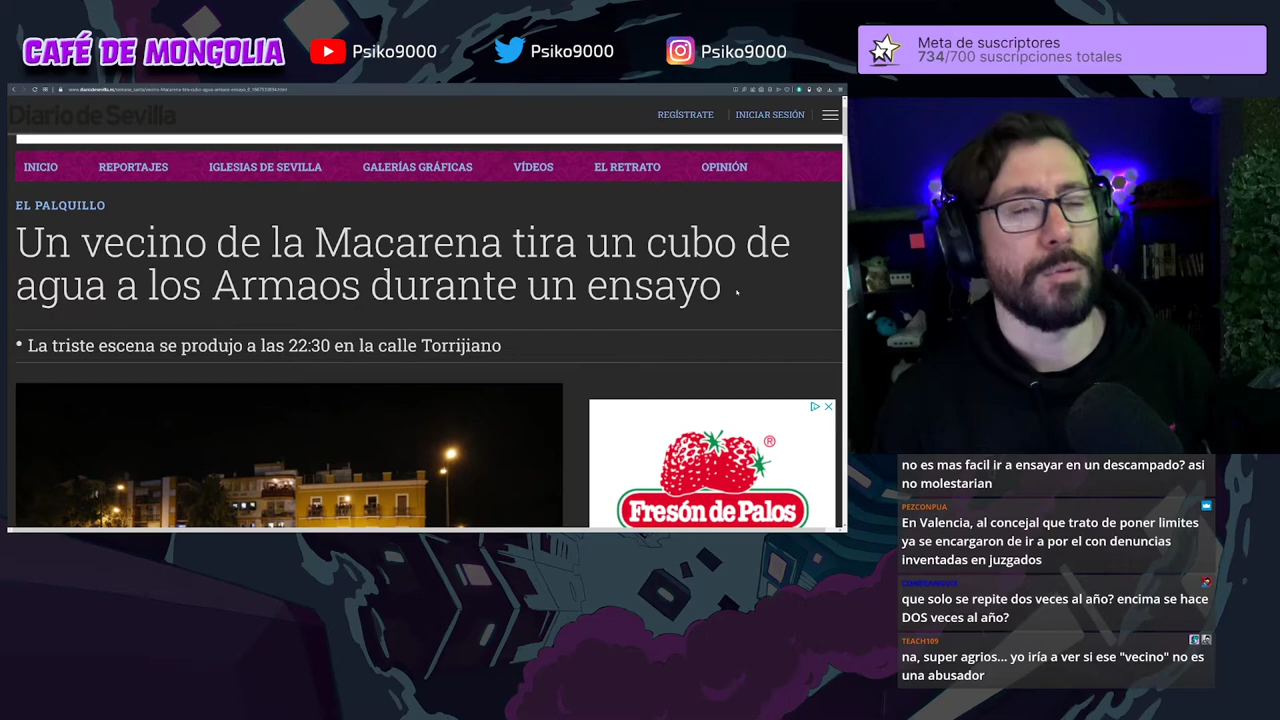 CAFÉ DE MONGOLIA
Psiko9000
Psiko9000
Psiko9000
Meta de suscriptores
734/700 suscripciones totales
Diario de Sevilla
REGÍSTRATE
INICIAR SESIÓN
INICIO
REPORTAJES
IGLESIAS DE SEVILLA
GALERÍAS GRÁFICAS
VÍDEOS
EL RETRATO
OPINIÓN
EL PALQUILLO
Un vecino de la Macarena tira un cubo de
agua a los Armaos durante un ensayo
• La triste escena se produjo a las 22:30 en la calle Torrijiano
®
Fresón de Palos
no es mas facil ir a ensayar en un descampado? asi
no molestarian
PEZCONPUA
En Valencia, al concejal que trato de poner limites
ya se encargaron de ir a por el con denuncias
inventadas en juzgados
que solo se repite dos veces al año? encima se hace
DOS veces al año?
TEACH109
na, super agrios... yo iría a ver si ese "vecino" no es
una abusador